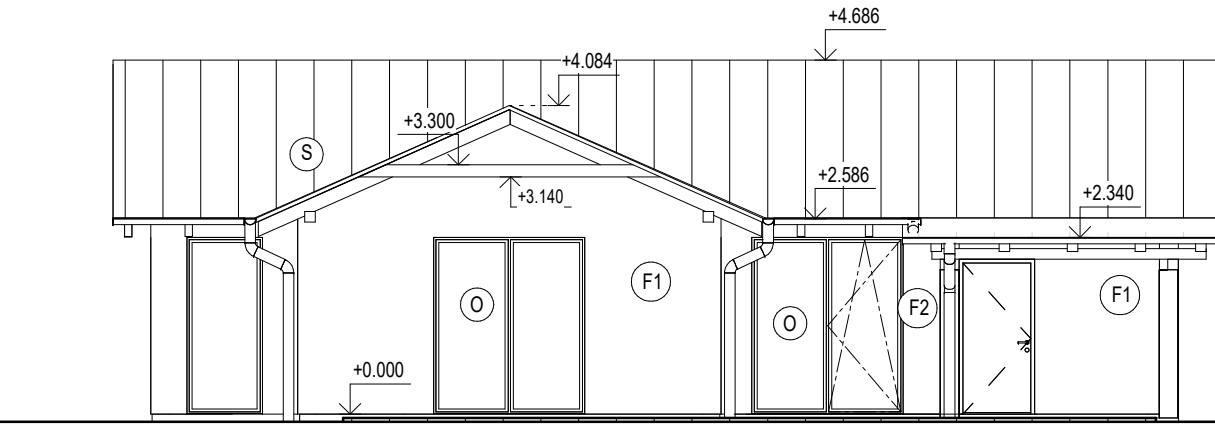 +4.686
+4.084
+3.300
S
+2.586
+3.140
+2.340
F1
F1
O
F2
O
+0.000